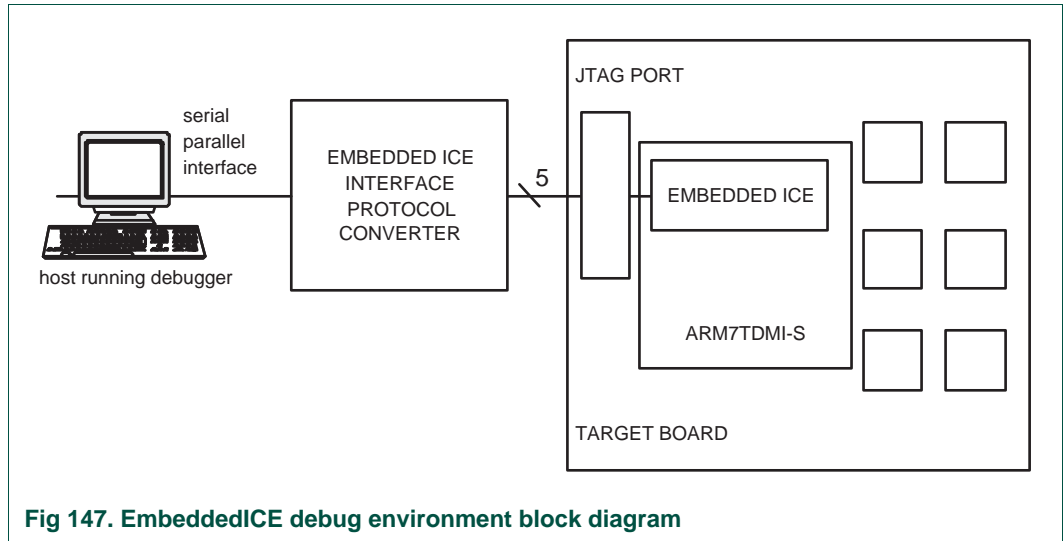 serial
parallel
interface
host running debugger
EMBEDDED ICE
INTERFACE
PROTOCOL
CONVERTER
5
JTAG PORT
EMBEDDED ICE
ARM7TDMI-S
TARGET BOARD
Fig 147. EmbeddedICE debug environment block diagram